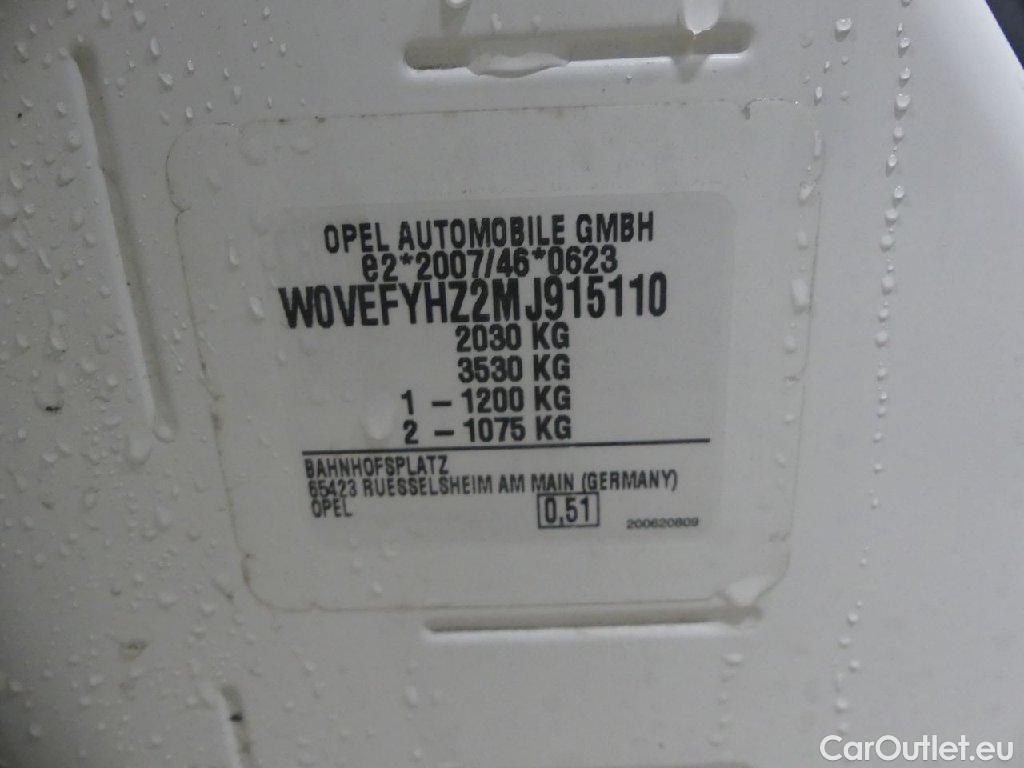 OPEL AUTOMOBILE GMBH
e2*2007/46*0623
W0VEFYHZ2MJ915110
2030 KG
3530 KG
1 - 1200 KG
2 - 1075 KG
BAHNHOFSPLATZ
65423 RUESSELSHEIM AM MAIN (GERMANY)
OPEL 0,51 200620809
CarOutlet.eu